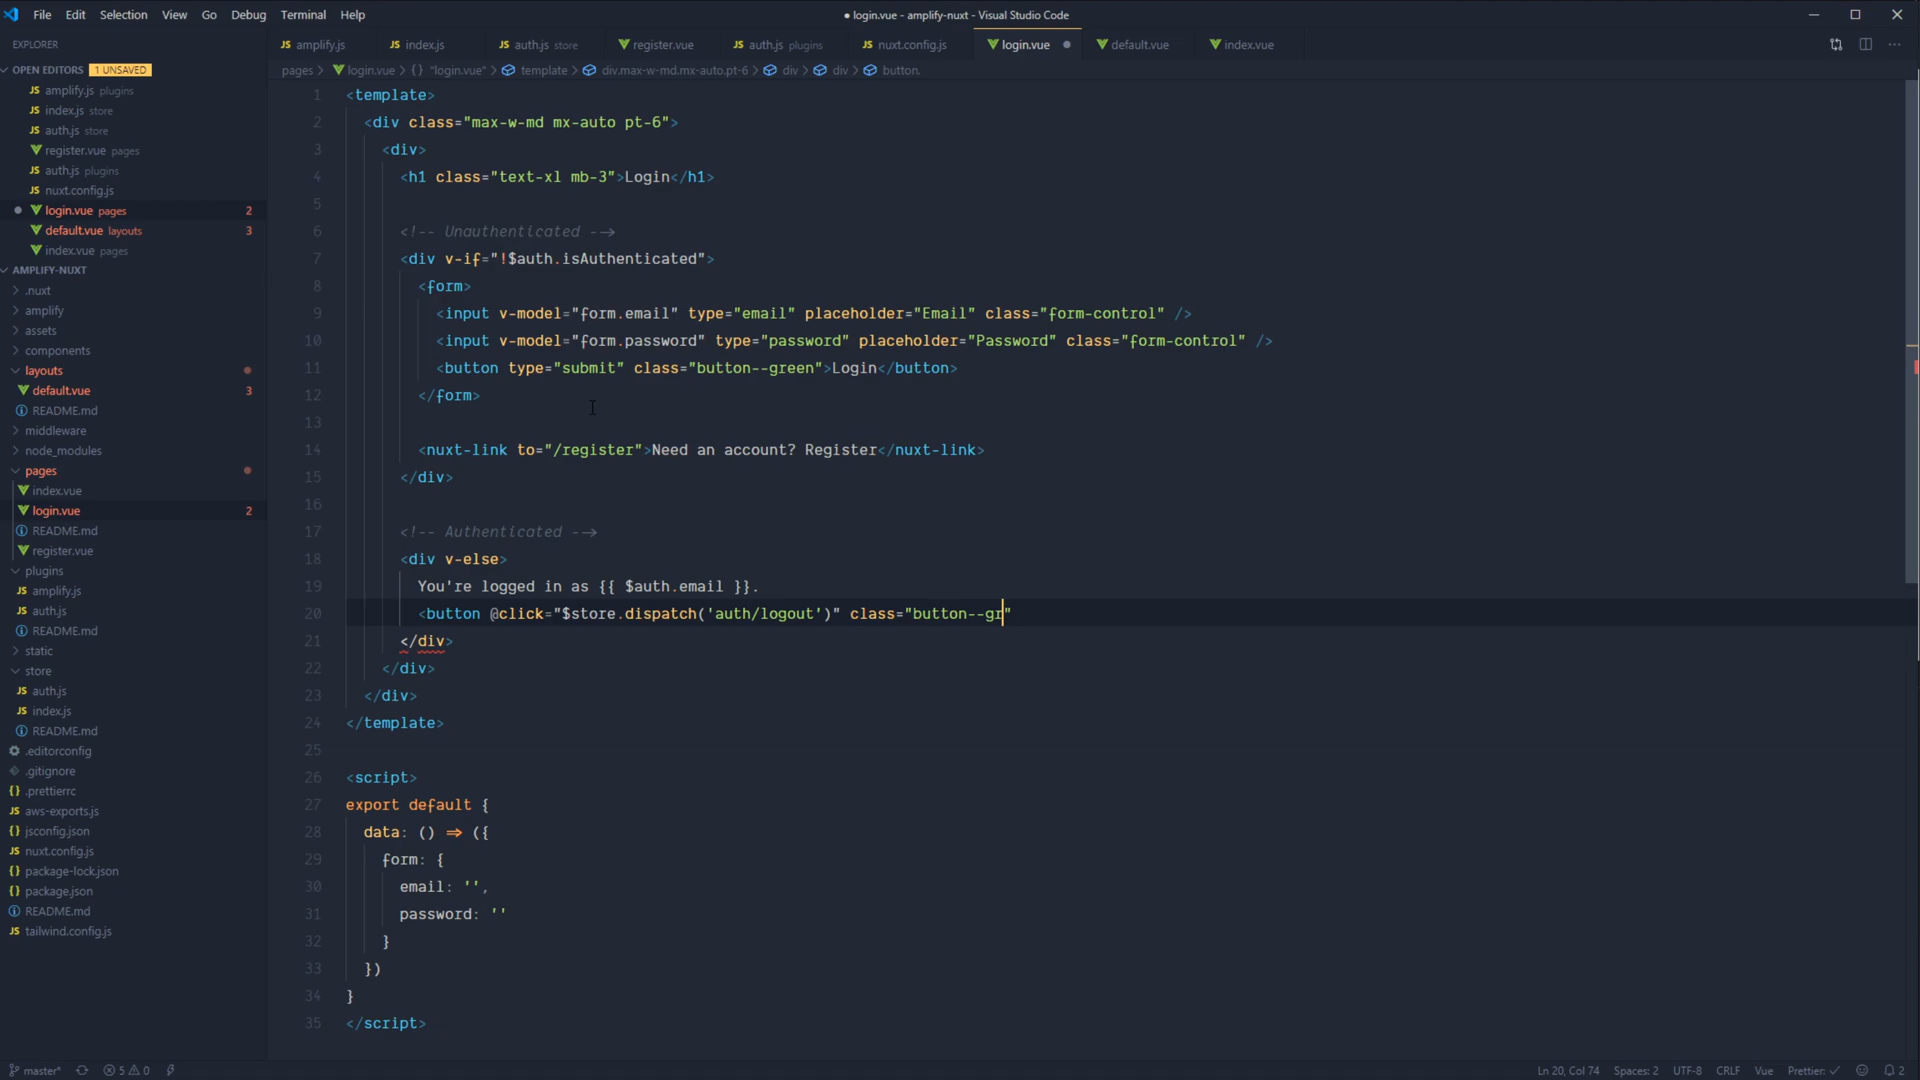 File Edit Selection View Go Debug Terminal Help
● login.vue - amplify-nuxt - Visual Studio Code
EXPLORER
OPEN EDITORS 1 UNSAVED
amplify.js plugins
index.js store
auth.js store
register.vue pages
auth.js plugins
nuxt.config.js
login.vue pages 2
default.vue layouts 3
index.vue pages
AMPLIFY-NUXT
.nuxt
amplify
assets
components
layouts
default.vue 3
README.md
middleware
node_modules
pages
index.vue
login.vue 2
README.md
register.vue
plugins
amplify.js
auth.js
README.md
static
store
auth.js
index.js
README.md
.editorconfig
.gitignore
.prettierrc
aws-exports.js
jsconfig.json
nuxt.config.js
package-lock.json
package.json
README.md
tailwind.config.js
JS amplify.js JS index.js JS auth.js store register.vue JS auth.js plugins JS nuxt.config.js login.vue default.vue index.vue
pages > login.vue > {} "login.vue" > template > div.max-w-md.mx-auto.pt-6 > div > div > button.
1 <template>
2 <div class="max-w-md mx-auto pt-6">
3 <div>
4 <h1 class="text-xl mb-3">Login</h1>
5
6 <!-- Unauthenticated -->
7 <div v-if="!$auth.isAuthenticated">
8 <form>
9 <input v-model="form.email" type="email" placeholder="Email" class="form-control" />
10 <input v-model="form.password" type="password" placeholder="Password" class="form-control" />
11 <button type="submit" class="button--green">Login</button>
12 </form>
13
14 <nuxt-link to="/register">Need an account? Register</nuxt-link>
15 </div>
16
17 <!-- Authenticated -->
18 <div v-else>
19 You're logged in as {{ $auth.email }}.
20 <button @click="$store.dispatch('auth/logout')" class="button--gr"
21 </div>
22 </div>
23 </div>
24 </template>
25
26 <script>
27 export default {
28 data: () => ({
29 form: {
30 email: '',
31 password: ''
32 }
33 })
34 }
35 </script>
master* 5 0
Ln 20, Col 74 Spaces: 2 UTF-8 CRLF Vue Prettier: ✓ 2